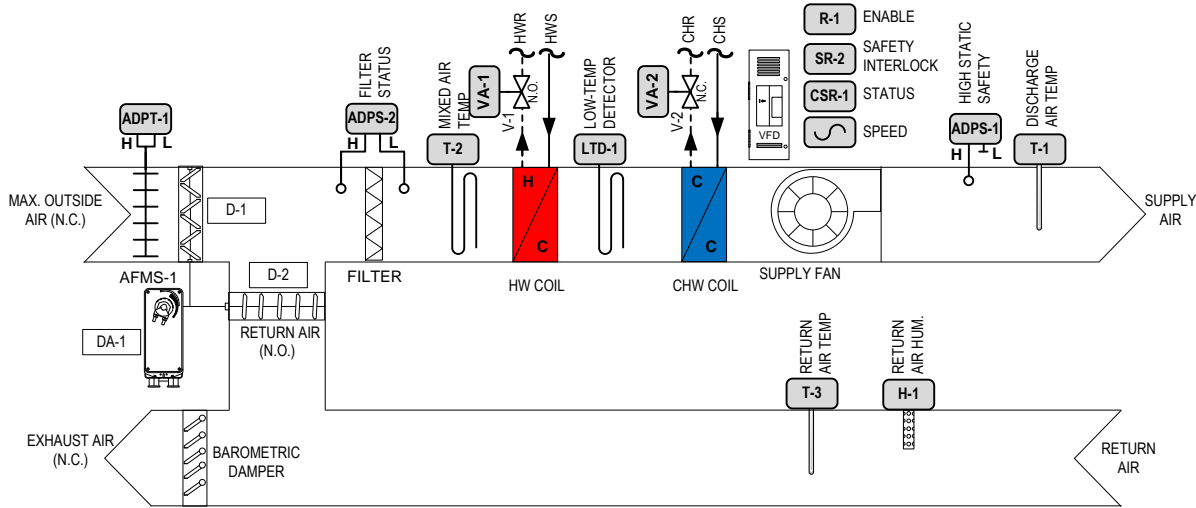 HWR
HWS
CHR
CHS
R-1 ENABLE
SR-2 SAFETY
INTERLOCK
CSR-1 STATUS
SPEED
VFD
FILTER
STATUS
MIXED AIR
TEMP
VA-1
N.O.
V-1
LOW-TEMP
DETECTOR
VA-2
N.C.
V-2
HIGH STATIC
SAFETY
DISCHARGE
AIR TEMP
ADPT-1
H L
ADPS-2
H L
T-2
LTD-1
ADPS-1
H L
T-1
MAX. OUTSIDE
AIR (N.C.)
D-1
H
C
C
C
SUPPLY
AIR
AFMS-1
D-2
FILTER
HW COIL
CHW COIL
SUPPLY FAN
DA-1
RETURN AIR
(N.O.)
RETURN
AIR TEMP
RETURN
AIR HUM.
T-3
H-1
EXHAUST AIR
(N.C.)
BAROMETRIC
DAMPER
RETURN
AIR